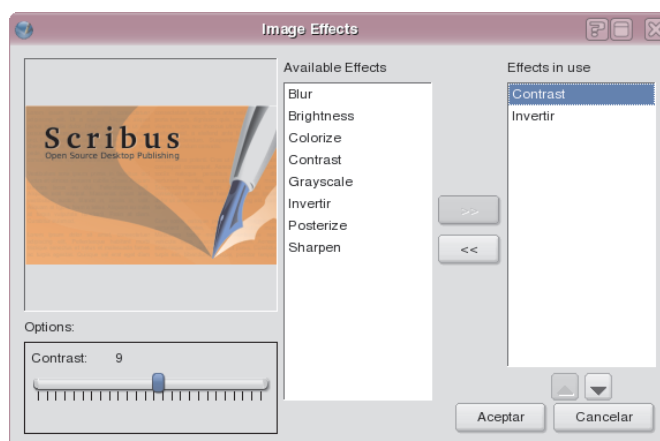 Image Effects
Scribus
Open Source Desktop Publishing
Available Effects
Blur
Brightness
Colorize
Contrast
Grayscale
Invertir
Posterize
Sharpen
>>
<<
Effects in use
Contrast
Invertir
Options:
Contrast: 9
Aceptar
Cancelar